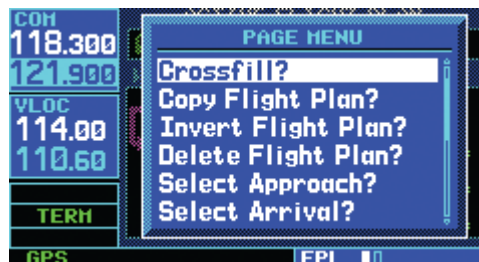 COM
118.300
121.900
VLOC
114.00
110.60
TERM
GPS
PAGE MENU
Crossfill?
Copy Flight Plan?
Invert Flight Plan?
Delete Flight Plan?
Select Approach?
Select Arrival?
FPL